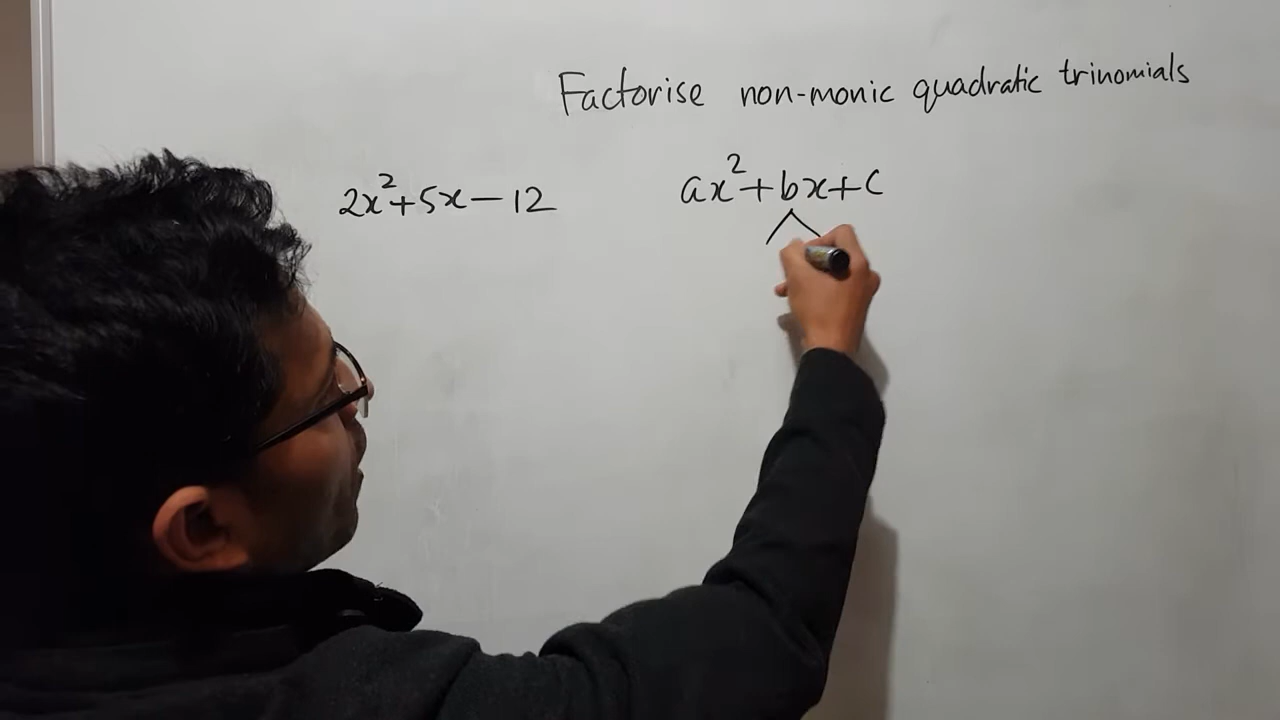 Factorise non-monic quadratic trinomials
2x²+5x-12
ax²+bx+c